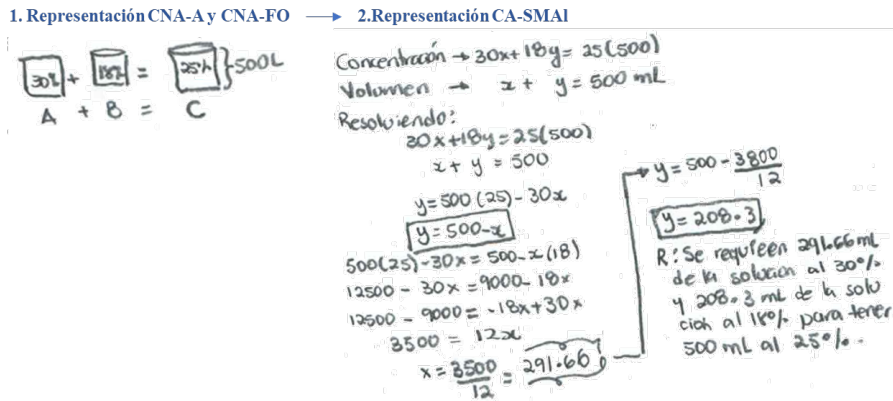 1. Representación CNA-A y CNA-FO → 2.Representación CA-SMAl
30% + 18% = 25% } 500L
A + B = C
Concentración → 30x+18y= 25(500)
Volumen → x + y = 500 mL
Resolviendo:
30x+18y=25(500)
x + y = 500
y=500(25)-30x
y=500-x
500(25)-30x = 500-x(18)
12500 - 30x = 9000-18x
12500 - 9000 = -18x+30x
3500 = 12x
x = 3500/12 = 291.66
y = 500 - 3800/12
y = 208.3
R: Se requieen 291.66 mL
de la solucion al 30%
y 208.3 mL de la solu
cion al 18% para tener
500 mL al 25%.